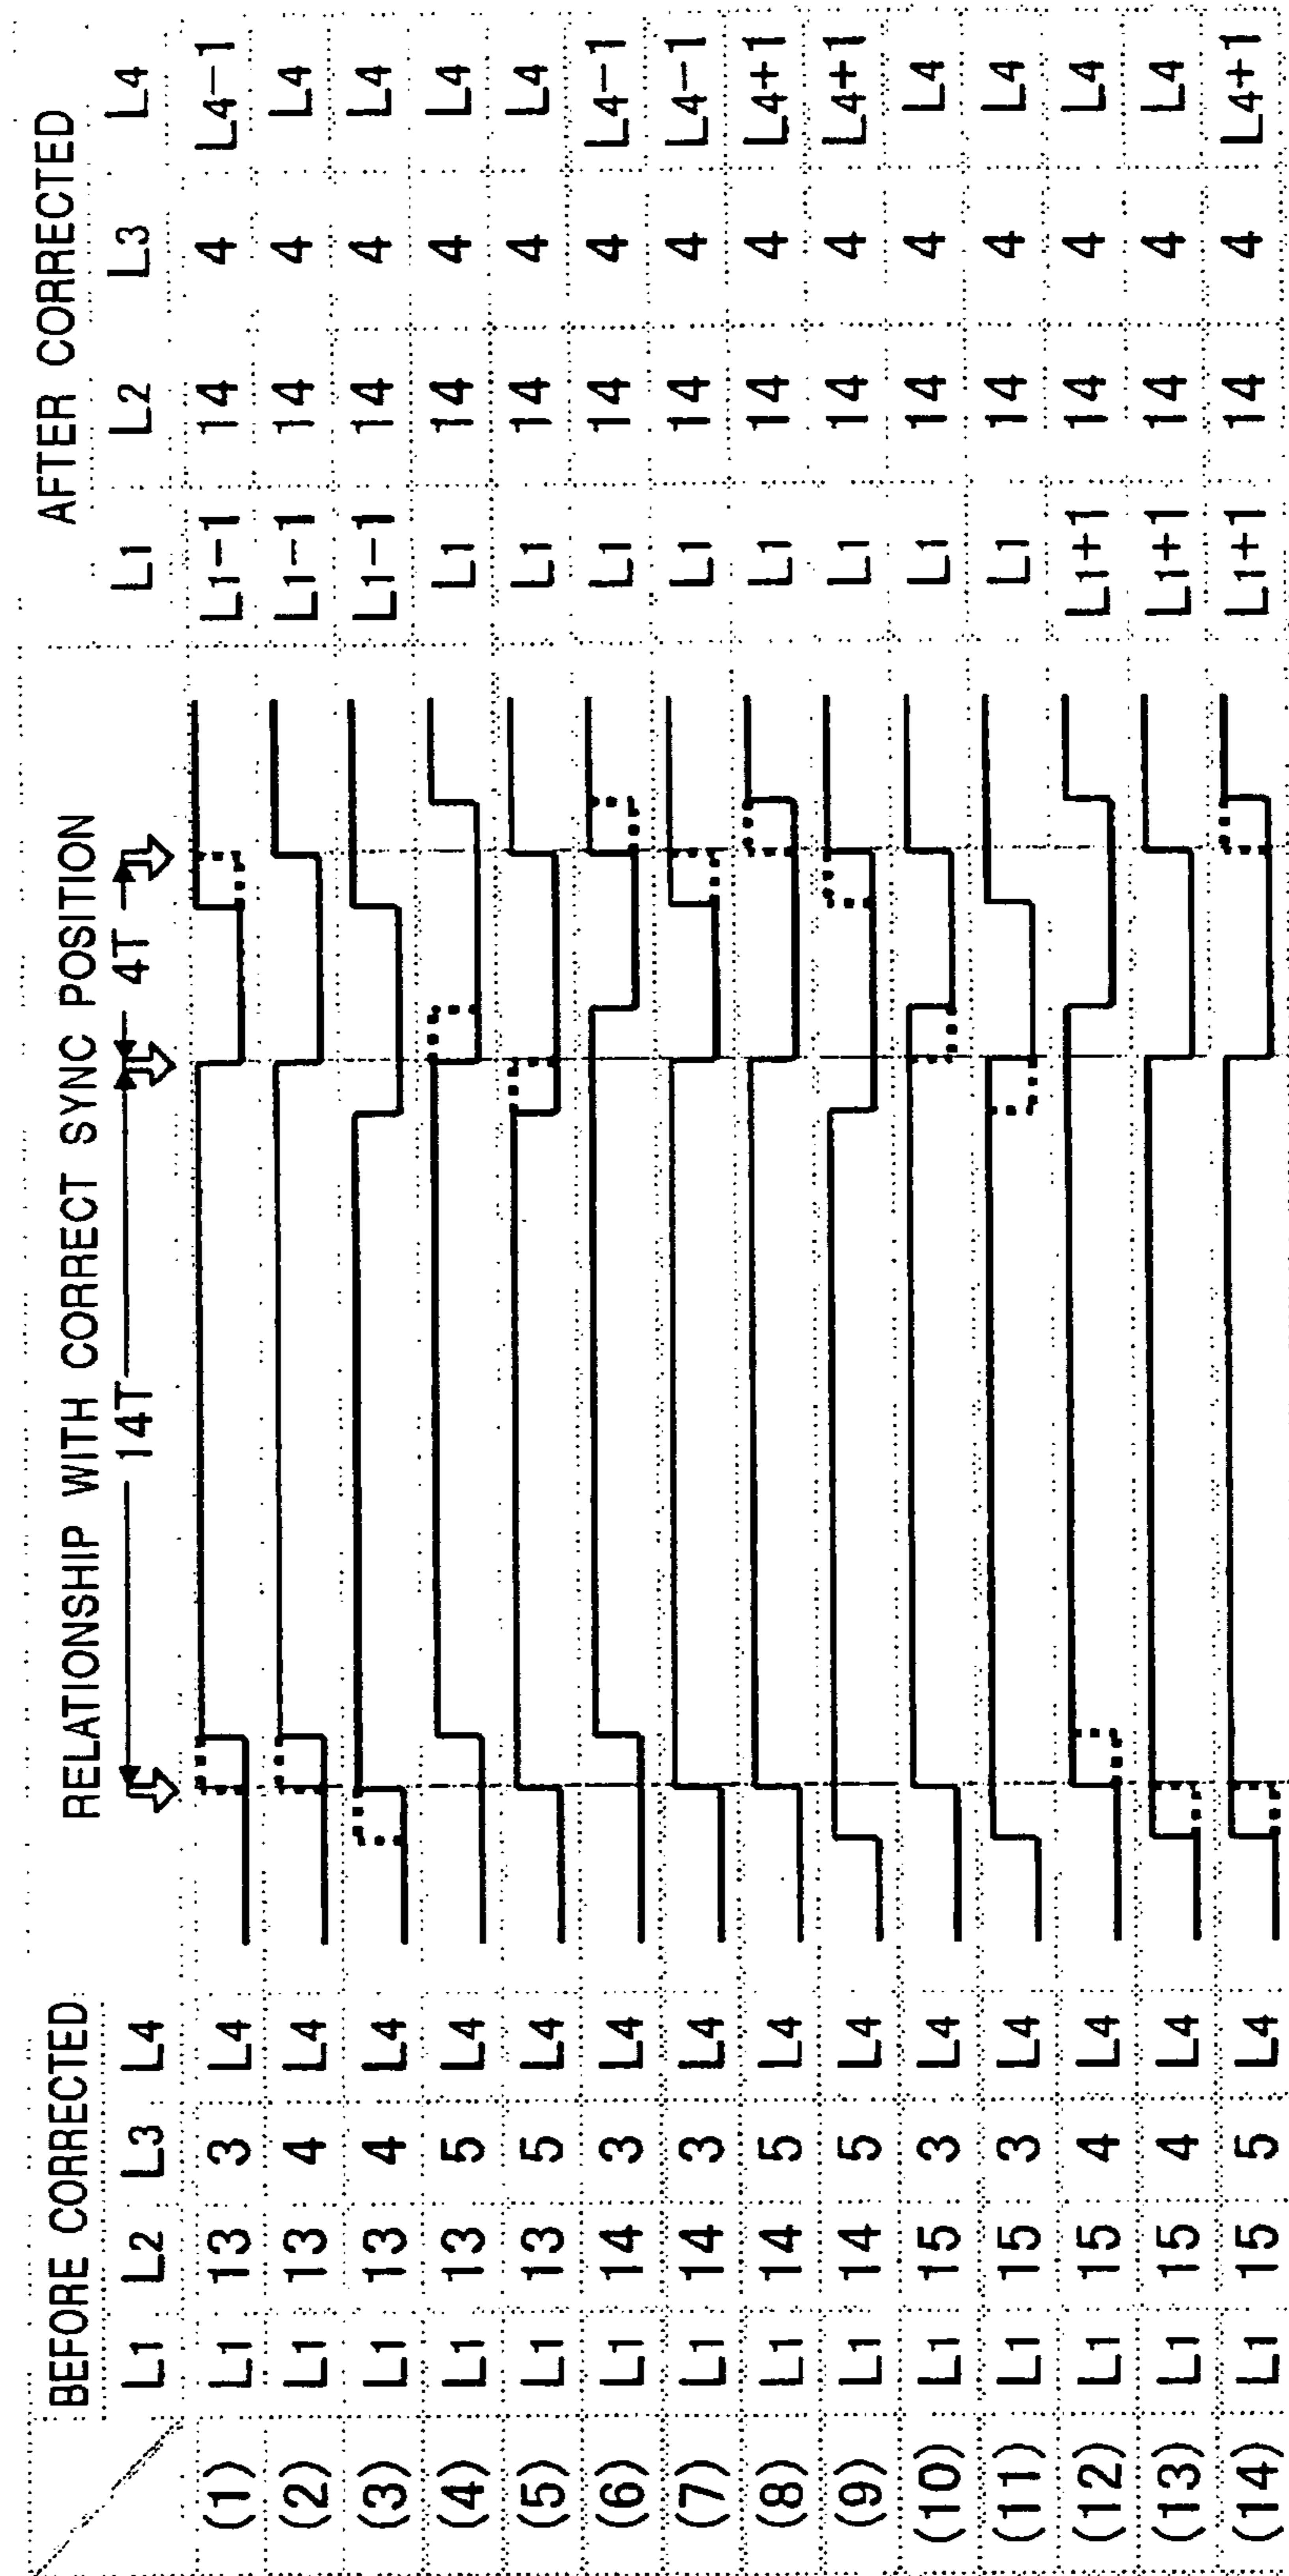 BEFORE CORRECTED RELATIONSHIP WITH CORRECT SYNC POSITION AFTER CORRECTED
L1 L2 L3 L4 14T 4T L1 L2 L3 L4
(1) L1 13 3 L4 L1-1 14 4 L4-1
(2) L1 13 4 L4 L1-1 14 4 L4
(3) L1 13 4 L4 L1-1 14 4 L4
(4) L1 13 5 L4 L1 14 4 L4
(5) L1 13 5 L4 L1 14 4 L4
(6) L1 14 3 L4 L1 14 4 L4-1
(7) L1 14 3 L4 L1 14 4 L4-1
(8) L1 14 5 L4 L1 14 4 L4+1
(9) L1 14 5 L4 L1 14 4 L4+1
(10) L1 15 3 L4 L1 14 4 L4
(11) L1 15 3 L4 L1 14 4 L4
(12) L1 15 4 L4 L1+1 14 4 L4
(13) L1 15 4 L4 L1+1 14 4 L4
(14) L1 15 5 L4 L1+1 14 4 L4+1